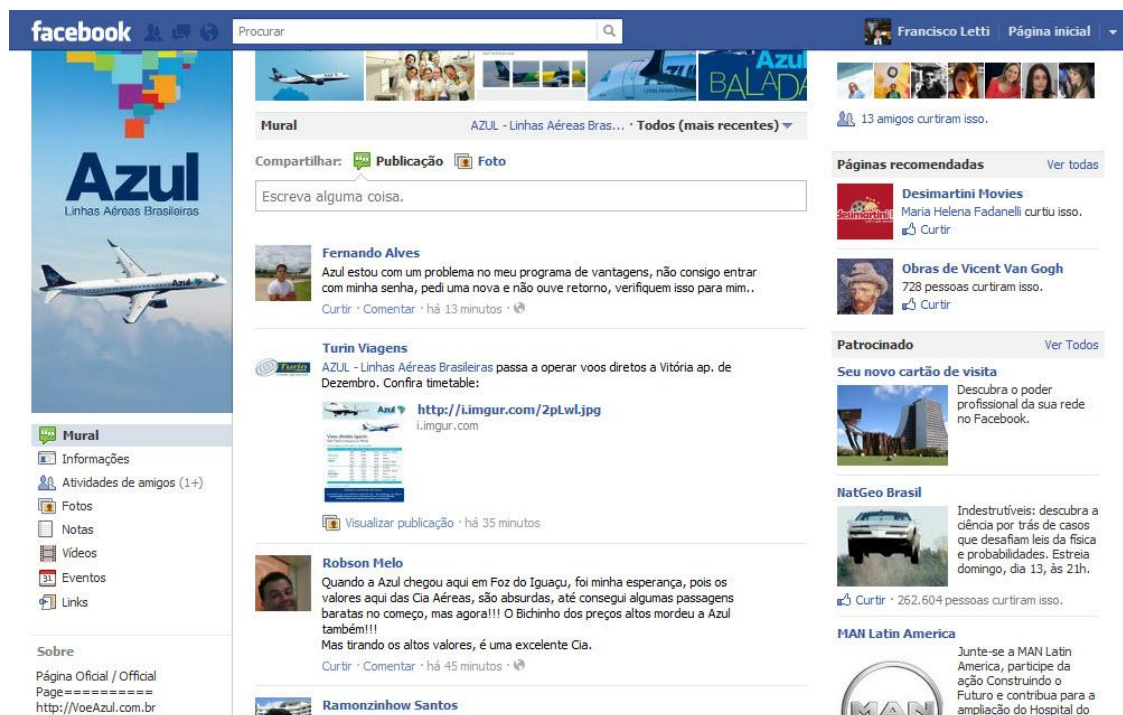 facebook
Procurar
Francisco Letti
Página inicial
Azul
Linhas Aéreas Brasileiras
Azul
Mural
Informações
Atividades de amigos (1+)
Fotos
Notas
Vídeos
31 Eventos
Links
Sobre
Página Oficial / Official
Page==========
http://VoeAzul.com.br
Azul
BALADA
Mural
AZUL - Linhas Aéreas Bras... · Todos (mais recentes)
Compartilhar: Publicação Foto
Escreva alguma coisa.
Fernando Alves
Azul estou com um problema no meu programa de vantagens, não consigo entrar
com minha senha, pedi uma nova e não ouve retorno, verifiquem isso para mim..
Curtir · Comentar · há 13 minutos ·
Turin
Turin Viagens
AZUL - Linhas Aéreas Brasileiras passa a operar voos diretos a Vitória ap. de
Dezembro. Confira timetable:
Azul
http://i.imgur.com/2pLwl.jpg
i.imgur.com
Visualizar publicação · há 35 minutos
Robson Melo
Quando a Azul chegou aqui em Foz do Iguaçu, foi minha esperança, pois os
valores aqui das Cia Aéreas, são absurdas, até consegui algumas passagens
baratas no começo, mas agora!!! O Bichinho dos preços altos mordeu a Azul
também!!!
Mas tirando os altos valores, é uma excelente Cia.
Curtir · Comentar · há 45 minutos ·
Ramonzinhow Santos
13 amigos curtiram isso.
Páginas recomendadas
Ver todas
desimartini
Desimartini Movies
Maria Helena Fadanelli curtiu isso.
Curtir
Obras de Vicent Van Gogh
728 pessoas curtiram isso.
Curtir
Patrocinado
Ver Todos
Seu novo cartão de visita
Descubra o poder
profissional da sua rede
no Facebook.
NatGeo Brasil
Indestrutíveis: descubra a
ciência por trás de casos
que desafiam leis da física
e probabilidades. Estreia
domingo, dia 13, às 21h.
Curtir · 262.604 pessoas curtiram isso.
MAN Latin America
MAN
Junte-se a MAN Latin
America, participe da
ação Construindo o
Futuro e contribua para a
ampliação do Hospital do